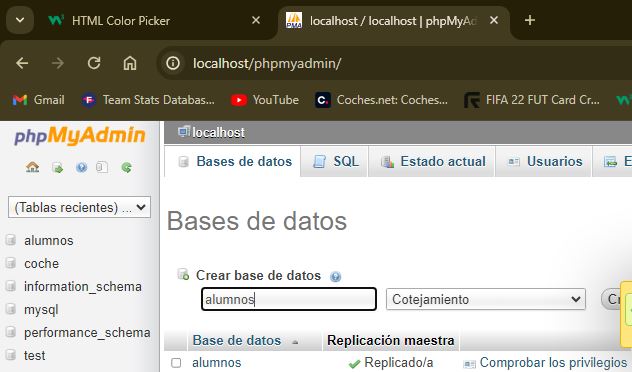 HTML Color Picker
localhost / localhost | phpMyAd
localhost/phpmyadmin/
Gmail
Team Stats Databas...
YouTube
Coches.net: Coches...
FIFA 22 FUT Card Cr...
phpMyAdmin
localhost
Bases de datos
SQL
Estado actual
Usuarios
E
(Tablas recientes) ...
alumnos
coche
information_schema
mysql
performance_schema
test
Bases de datos
Crear base de datos
alumnos
Cotejamiento
Cr
Base de datos
Replicación maestra
alumnos
Replicado/a
Comprobar los privilegios